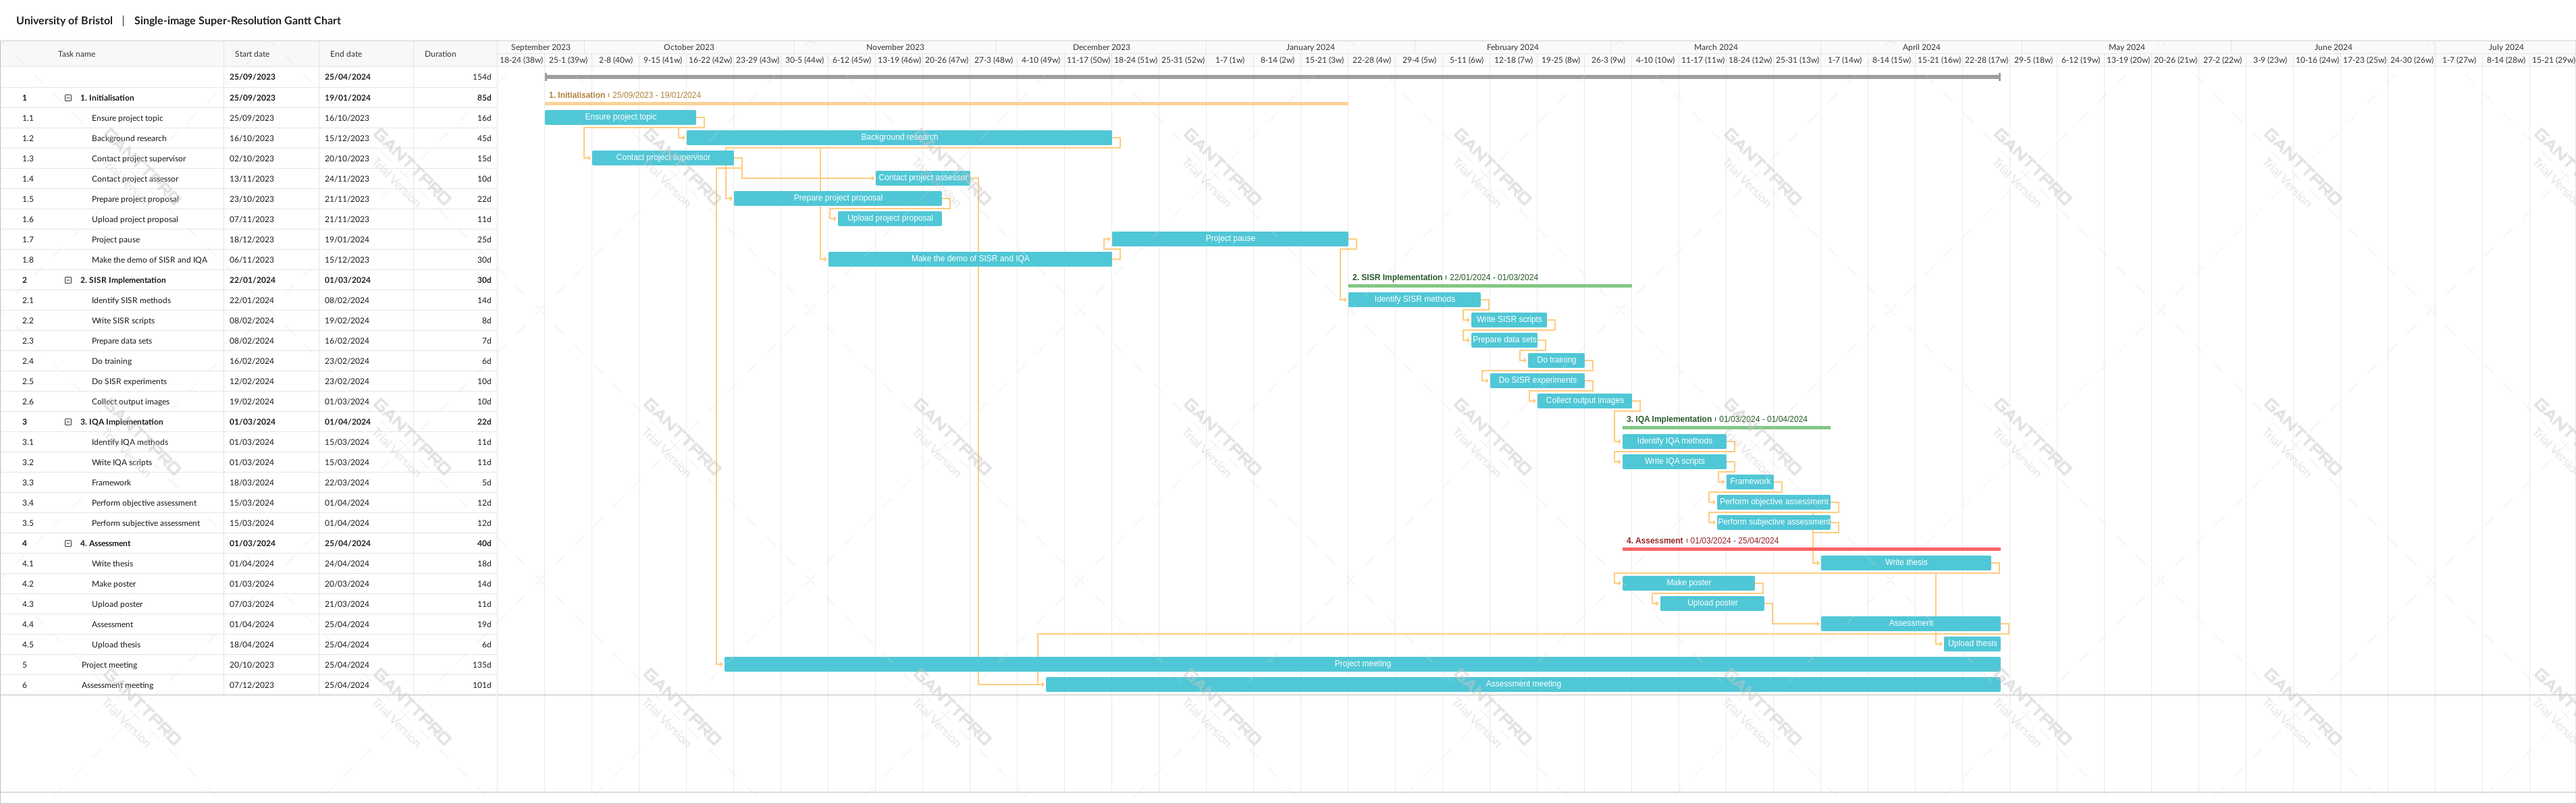 University of Bristol | Single-image Super-Resolution Gantt Chart
Task name Start date End date Duration
September 2023 October 2023 November 2023 December 2023 January 2024 February 2024 March 2024 April 2024 May 2024 June 2024 July 2024
18-24 (38w) 25-1 (39w) 2-8 (40w) 9-15 (41w) 16-22 (42w) 23-29 (43w) 30-5 (44w) 6-12 (45w) 13-19 (46w) 20-26 (47w) 27-3 (48w) 4-10 (49w) 11-17 (50w) 18-24 (51w) 25-31 (52w) 1-7 (1w) 8-14 (2w) 15-21 (3w) 22-28 (4w) 29-4 (5w) 5-11 (6w) 12-18 (7w) 19-25 (8w) 26-3 (9w) 4-10 (10w) 11-17 (11w) 18-24 (12w) 25-31 (13w) 1-7 (14w) 8-14 (15w) 15-21 (16w) 22-28 (17w) 29-5 (18w) 6-12 (19w) 13-19 (20w) 20-26 (21w) 27-2 (22w) 3-9 (23w) 10-16 (24w) 17-23 (25w) 24-30 (26w) 1-7 (27w) 8-14 (28w) 15-21 (29w)
25/09/2023 25/04/2024 154d
1 1. Initialisation 25/09/2023 19/01/2024 85d
1. Initialisation 25/09/2023 - 19/01/2024
1.1 Ensure project topic 25/09/2023 16/10/2023 16d Ensure project topic
1.2 Background research 16/10/2023 15/12/2023 45d Background research
1.3 Contact project supervisor 02/10/2023 20/10/2023 15d Contact project supervisor
1.4 Contact project assessor 13/11/2023 24/11/2023 10d Contact project assessor
1.5 Prepare project proposal 23/10/2023 21/11/2023 22d Prepare project proposal
1.6 Upload project proposal 07/11/2023 21/11/2023 11d Upload project proposal
1.7 Project pause 18/12/2023 19/01/2024 25d Project pause
1.8 Make the demo of SISR and IQA 06/11/2023 15/12/2023 30d Make the demo of SISR and IQA
2 2. SISR Implementation 22/01/2024 01/03/2024 30d
2. SISR Implementation 22/01/2024 - 01/03/2024
2.1 Identify SISR methods 22/01/2024 08/02/2024 14d Identify SISR methods
2.2 Write SISR scripts 08/02/2024 19/02/2024 8d Write SISR scripts
2.3 Prepare data sets 08/02/2024 16/02/2024 7d Prepare data sets
2.4 Do training 16/02/2024 23/02/2024 6d Do training
2.5 Do SISR experiments 12/02/2024 23/02/2024 10d Do SISR experiments
2.6 Collect output images 19/02/2024 01/03/2024 10d Collect output images
3 3. IQA Implementation 01/03/2024 01/04/2024 22d
3. IQA Implementation 01/03/2024 - 01/04/2024
3.1 Identify IQA methods 01/03/2024 15/03/2024 11d Identify IQA methods
3.2 Write IQA scripts 01/03/2024 15/03/2024 11d Write IQA scripts
3.3 Framework 18/03/2024 22/03/2024 5d Framework
3.4 Perform objective assessment 15/03/2024 01/04/2024 12d Perform objective assessment
3.5 Perform subjective assessment 15/03/2024 01/04/2024 12d Perform subjective assessment
4 4. Assessment 01/03/2024 25/04/2024 40d
4. Assessment 01/03/2024 - 25/04/2024
4.1 Write thesis 01/04/2024 24/04/2024 18d Write thesis
4.2 Make poster 01/03/2024 20/03/2024 14d Make poster
4.3 Upload poster 07/03/2024 21/03/2024 11d Upload poster
4.4 Assessment 01/04/2024 25/04/2024 19d Assessment
4.5 Upload thesis 18/04/2024 25/04/2024 6d Upload thesis
5 Project meeting 20/10/2023 25/04/2024 135d Project meeting
6 Assessment meeting 07/12/2023 25/04/2024 101d Assessment meeting
GANTTPRO
Trial Version